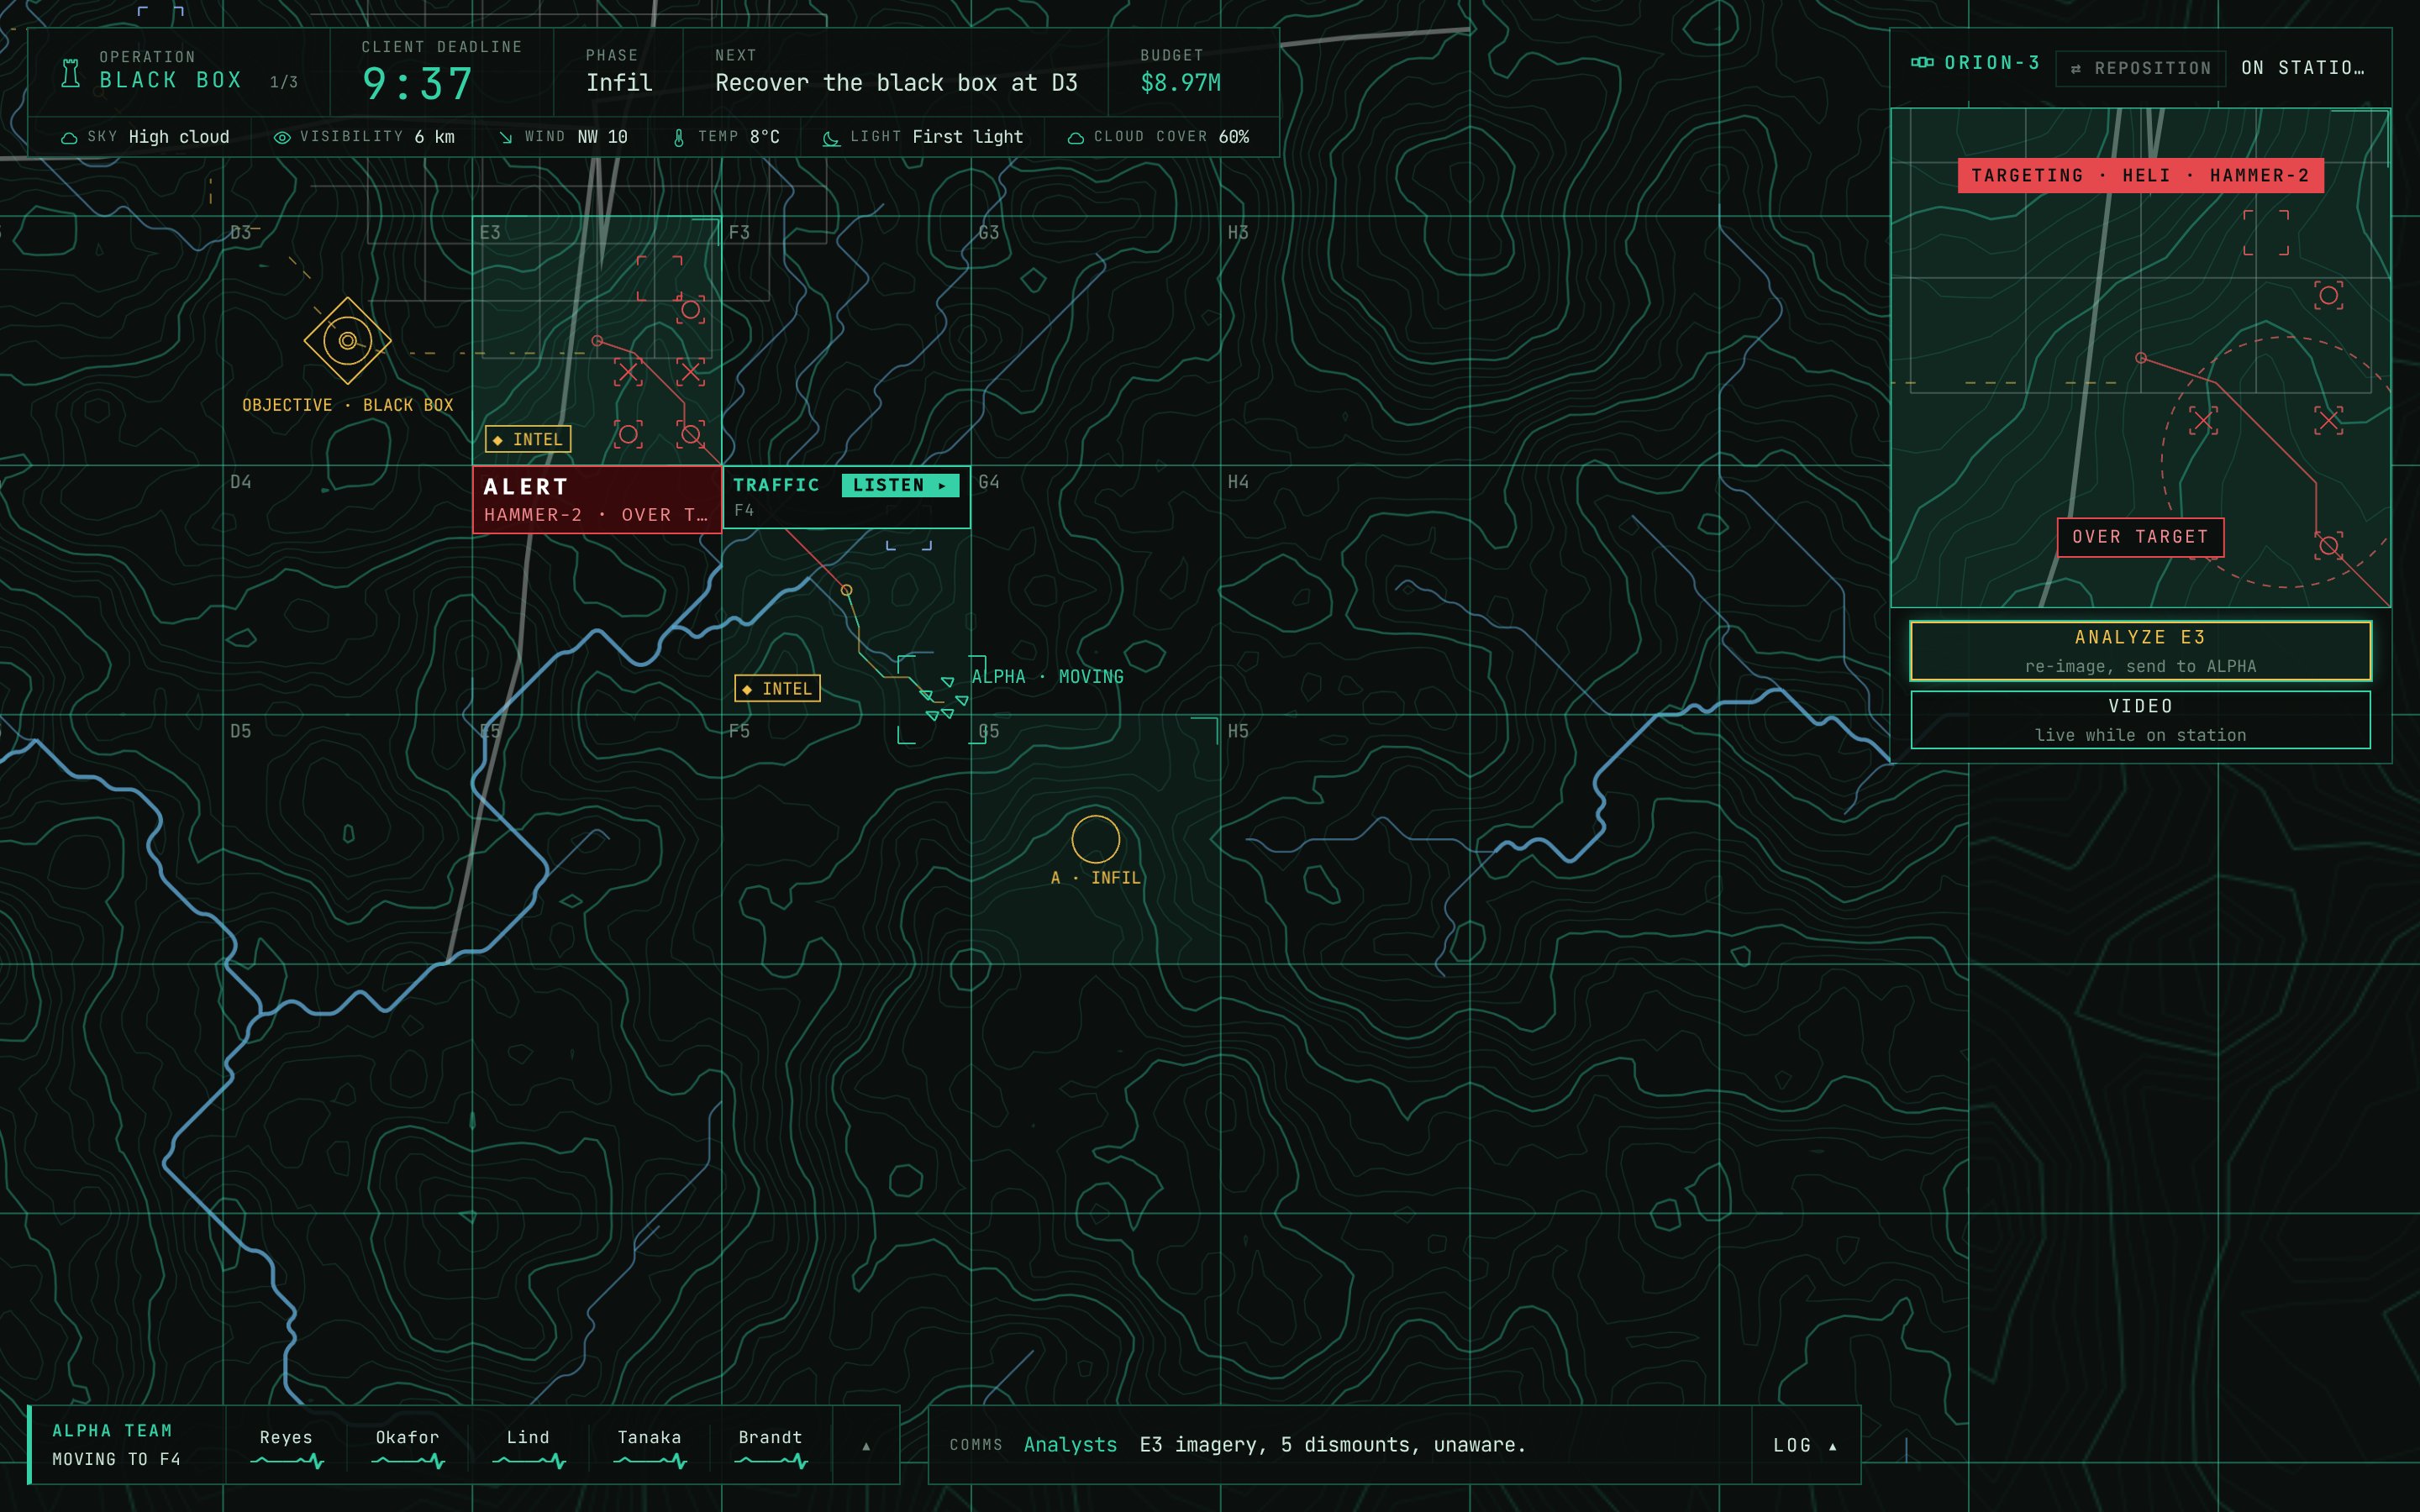 OPERATION
BLACK BOX 1/3
CLIENT DEADLINE
9:37
PHASE
Infil
NEXT
Recover the black box at D3
BUDGET
$8.97M
SKY High cloud
VISIBILITY 6 km
WIND NW 10
TEMP 8°C
LIGHT First light
CLOUD COVER 60%
ORION-3
⇄ REPOSITION
ON STATIO…
TARGETING · HELI · HAMMER-2
OVER TARGET
ANALYZE E3
re-image, send to ALPHA
VIDEO
live while on station
D3
E3
F3
G3
H3
OBJECTIVE · BLACK BOX
◆ INTEL
D4
ALERT
HAMMER-2 · OVER T…
TRAFFIC
LISTEN ▸
F4
G4
H4
◆ INTEL
ALPHA · MOVING
D5
E5
F5
G5
H5
A · INFIL
ALPHA TEAM
MOVING TO F4
Reyes
Okafor
Lind
Tanaka
Brandt
▲
COMMS Analysts E3 imagery, 5 dismounts, unaware.
LOG ▲